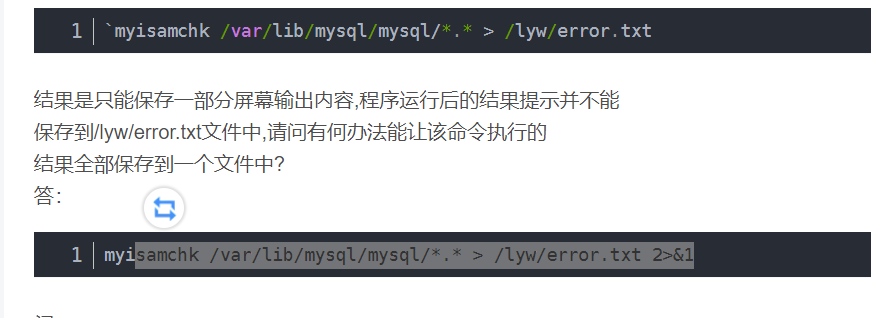 1 `myisamchk /var/lib/mysql/mysql/*.* > /lyw/error.txt
结果是只能保存一部分屏幕输出内容,程序运行后的结果提示并不能
保存到/lyw/error.txt文件中,请问有何办法能让该命令执行的
结果全部保存到一个文件中?
答:
1 myisamchk /var/lib/mysql/mysql/*.* > /lyw/error.txt 2>&1